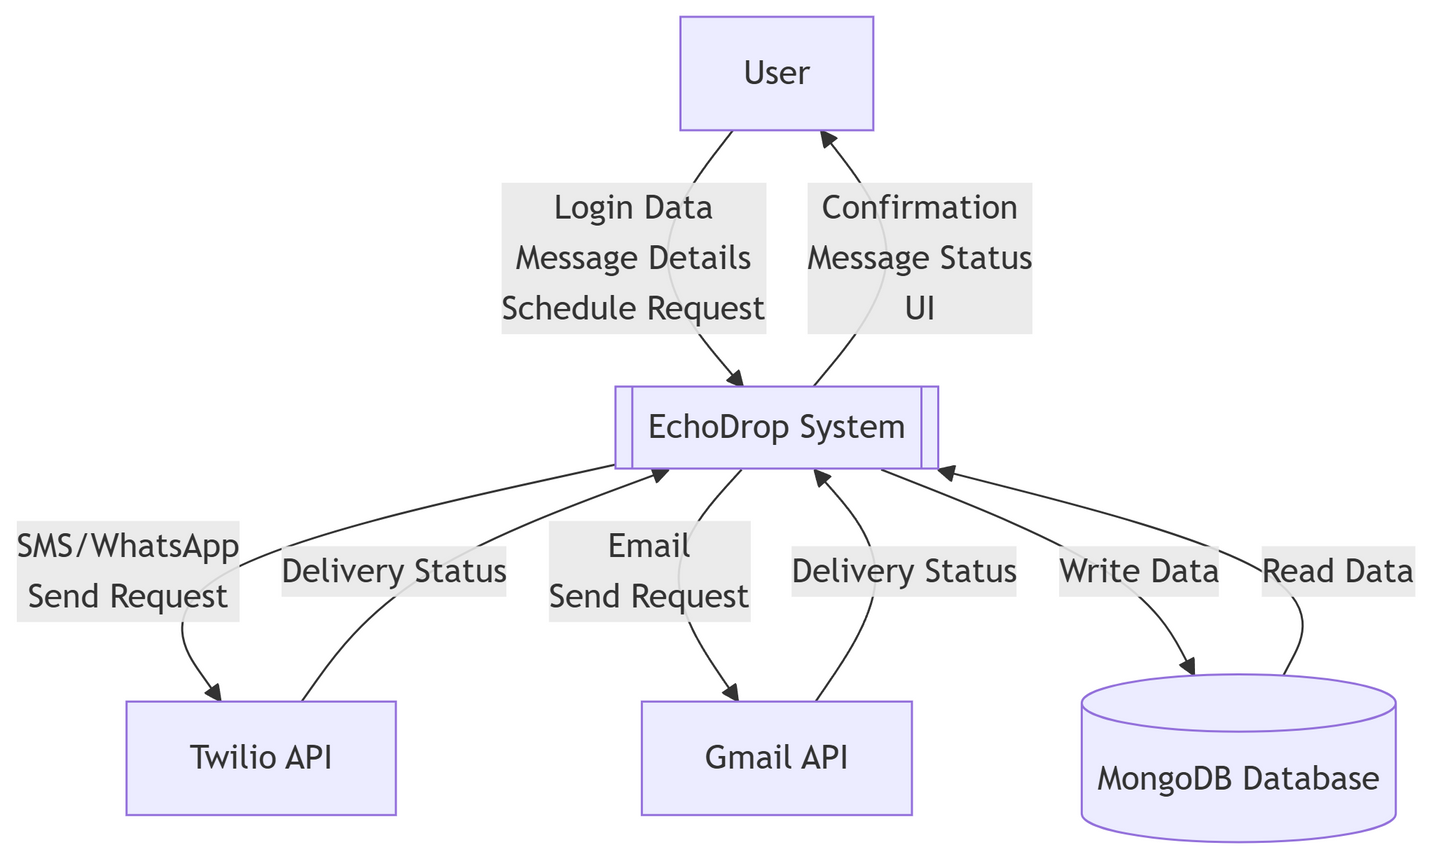 User
Login Data
Message Details
Schedule Request
Confirmation
Message Status
UI
EchoDrop System
SMS/WhatsApp
Send Request
Delivery Status
Email
Send Request
Delivery Status
Write Data
Read Data
Twilio API
Gmail API
MongoDB Database